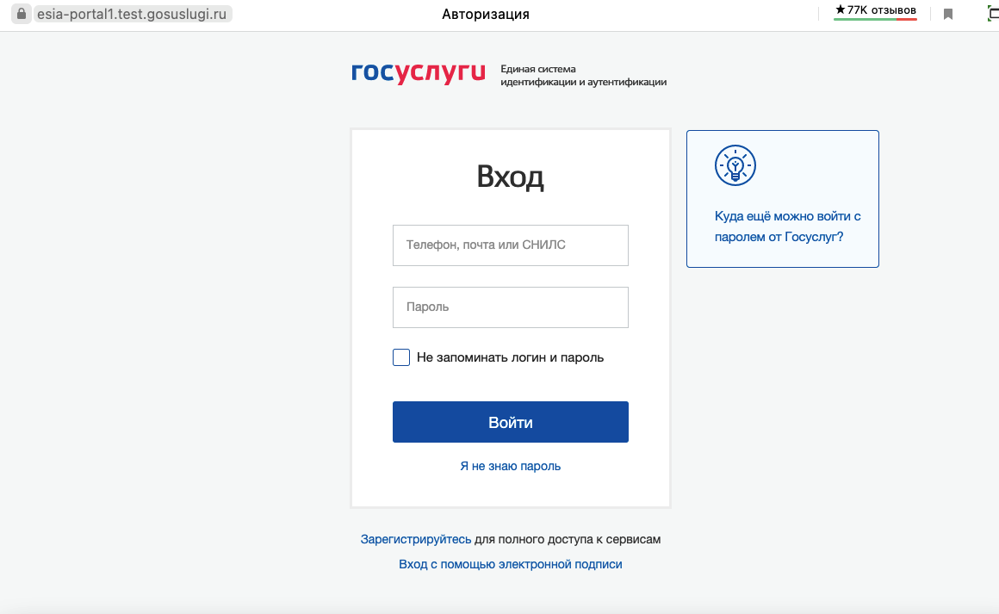 esia-portal1.test.gosuslugi.ru
Авторизация
★77K отзывов
госуслуги
Единая система
идентификации и аутентификации
Вход
Куда ещё можно войти с
паролем от Госуслуг?
Телефон, почта или СНИЛС
Пароль
Не запоминать логин и пароль
Войти
Я не знаю пароль
Зарегистрируйтесь для полного доступа к сервисам
Вход с помощью электронной подписи